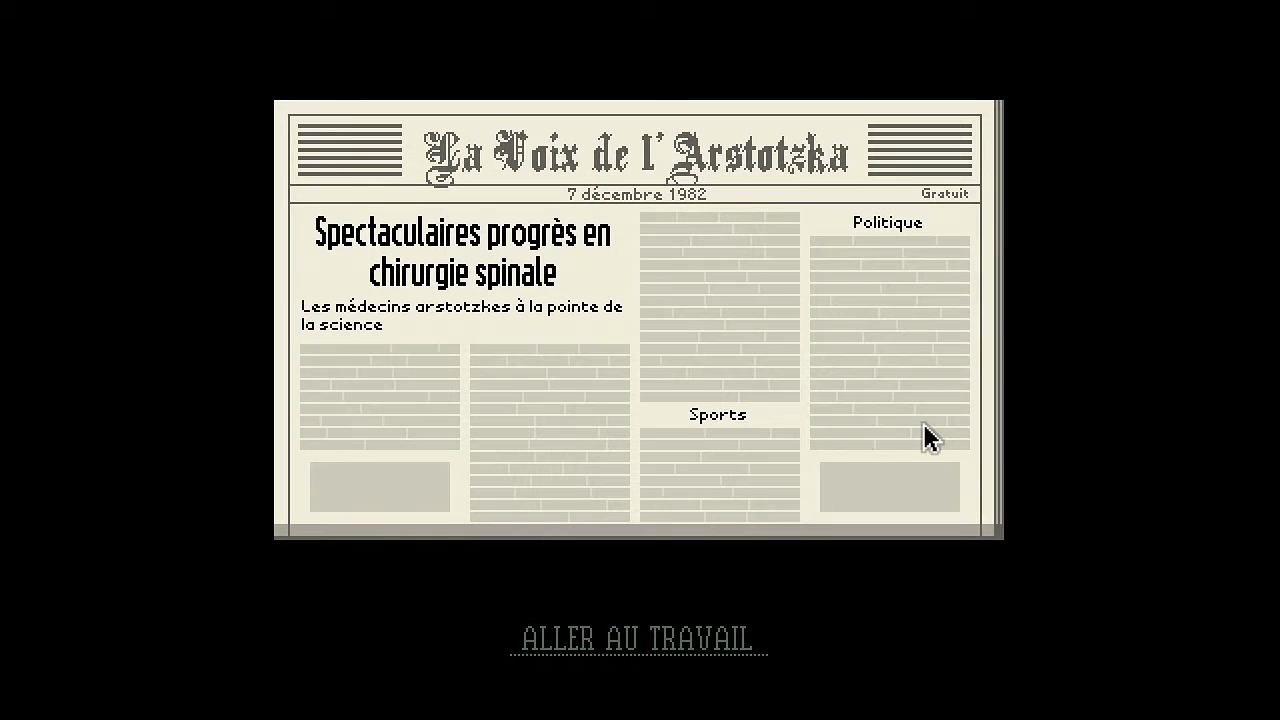 La Voix de l'Arstotzka
7 décembre 1982
Gratuit
Spectaculaires progrès en
chirurgie spinale
Les médecins arstotzkes à la pointe de
la science
Sports
Politique
ALLER AU TRAVAIL